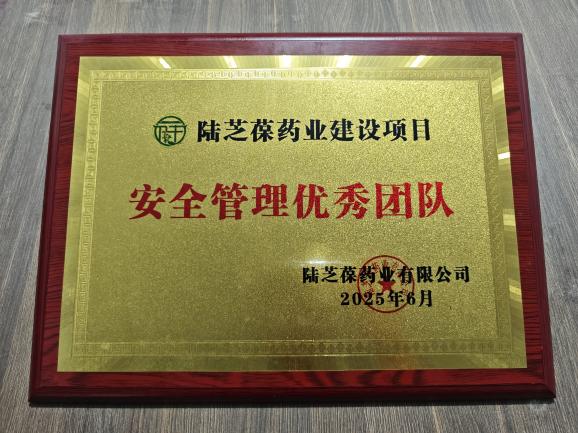 陆芝葆药业建设项目
安全管理优秀团队
陆芝葆药业有限公司
2025年6月